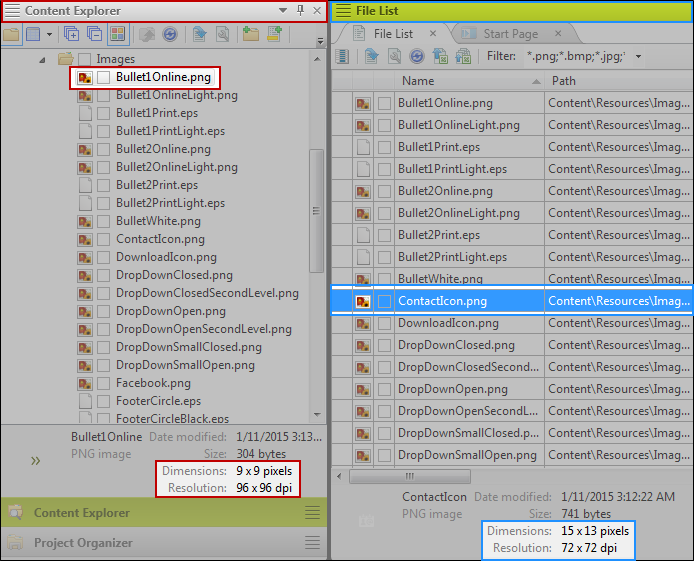 Content Explorer
Images
Bullet1Online.png
Bullet1OnlineLight.png
Bullet1Print.eps
Bullet1PrintLight.eps
Bullet2Online.png
Bullet2OnlineLight.png
Bullet2Print.eps
Bullet2PrintLight.eps
BulletWhite.png
ContactIcon.png
DownloadIcon.png
DropDownClosed.png
DropDownClosedSecondLevel.png
DropDownOpen.png
DropDownOpenSecondLevel.png
DropDownSmallClosed.png
DropDownSmallOpen.png
Facebook.png
FooterCircle.eps
FooterCircleBlack.eps
Bullet1Online Date modified: 1/11/2015 3:13...
PNG image Size: 304 bytes
Dimensions: 9 x 9 pixels
Resolution: 96 x 96 dpi
Content Explorer
Project Organizer
File List
File List Start Page
Filter: *.png;*.bmp;*.jpg;*
Name Path
Bullet1Online.png Content\Resources\Imag...
Bullet1OnlineLight.png Content\Resources\Imag...
Bullet1Print.eps Content\Resources\Imag...
Bullet1PrintLight.eps Content\Resources\Imag...
Bullet2Online.png Content\Resources\Imag...
Bullet2OnlineLight.png Content\Resources\Imag...
Bullet2Print.eps Content\Resources\Imag...
Bullet2PrintLight.eps Content\Resources\Imag...
BulletWhite.png Content\Resources\Imag...
ContactIcon.png Content\Resources\Imag...
DownloadIcon.png Content\Resources\Imag...
DropDownClosed.png Content\Resources\Imag...
DropDownClosedSecond... Content\Resources\Imag...
DropDownOpen.png Content\Resources\Imag...
DropDownOpenSecondL... Content\Resources\Imag...
DropDownSmallClosed.p... Content\Resources\Imag...
DropDownSmallOpen.png Content\Resources\Imag...
ContactIcon Date modified: 1/11/2015 3:12:22 AM
PNG image Size: 741 bytes
Dimensions: 15 x 13 pixels
Resolution: 72 x 72 dpi